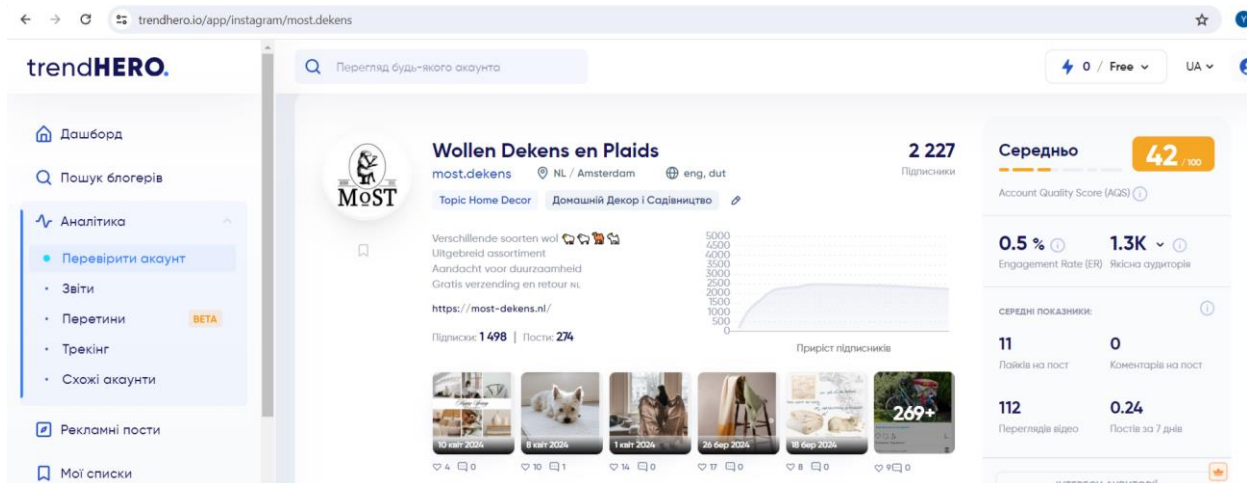 trendhero.io/app/instagram/most.dekens
trendHERO.
Перегляд будь-якого акаунта
0 / Free
UA
Дашборд
Пошук блогерів
Аналітика
Перевірити акаунт
Звіти
Перетини BETA
Трекінг
Схожі акаунти
Рекламні пости
Мої списки
MoST
Wollen Dekens en Plaids
most.dekens NL / Amsterdam eng, dut
Topic Home Decor Домашній Декор і Садівництво
2 227
Підписники
Verschillende soorten wol
Uitgebreid assortiment
Aandacht voor duurzaamheid
Gratis verzending en retour NL
https://most-dekens.nl/
Підписки: 1 498 | Пости: 274
5000
4500
4000
3500
3000
2500
2000
1500
1000
500
0
Приріст підписників
10 квіт 2024 8 квіт 2024 1 квіт 2024 26 бер 2024 18 бер 2024 269+
4 0 10 1 14 0 17 0 8 0 9 0
Середньо 42 /100
Account Quality Score (AQS)
0.5 % 1.3K
Engagement Rate (ER) Якісна аудиторія
СЕРЕДНІ ПОКАЗНИКИ:
11 0
Лайків на пост Коментарів на пост
112 0.24
Переглядів відео Постів за 7 днів